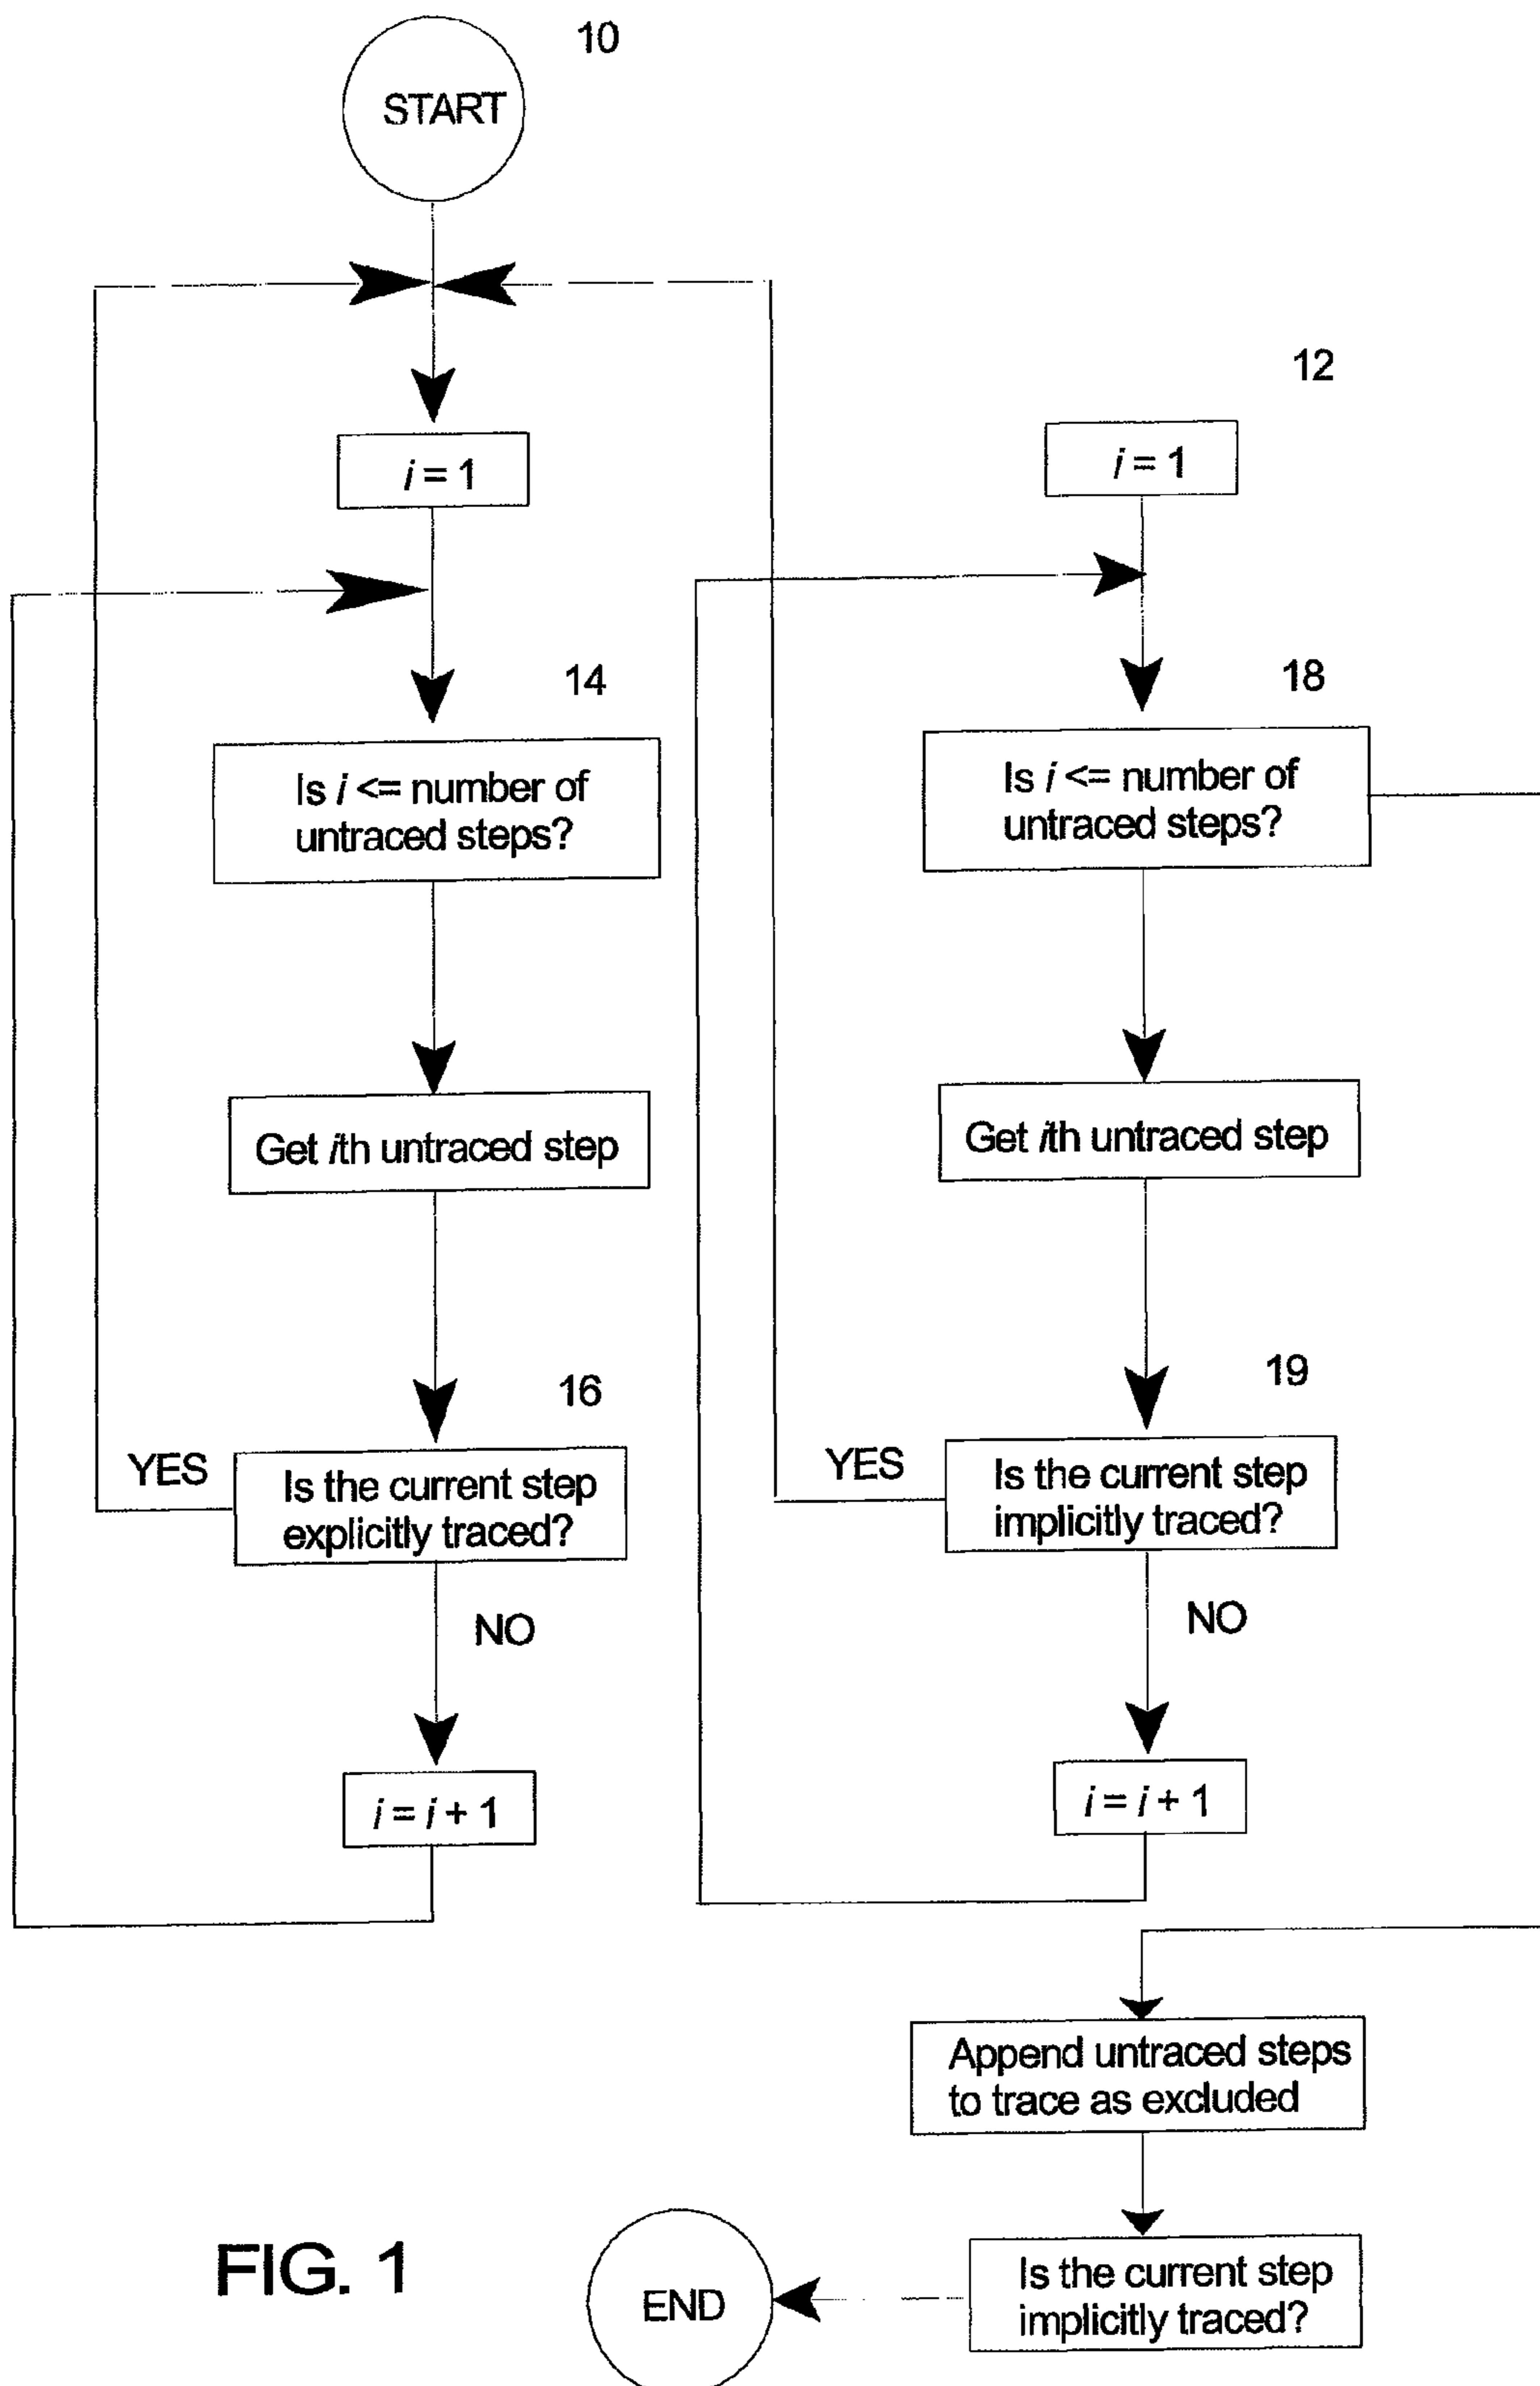 10
START
i = 1
14
Is i <= number of
untraced steps?
Get ith untraced step
16
YES
Is the current step
explicitly traced?
NO
i = i + 1
12
i = 1
18
Is i <= number of
untraced steps?
Get ith untraced step
19
YES
Is the current step
implicitly traced?
NO
i = i + 1
Append untraced steps
to trace as excluded
Is the current step
implicitly traced?
END
FIG. 1